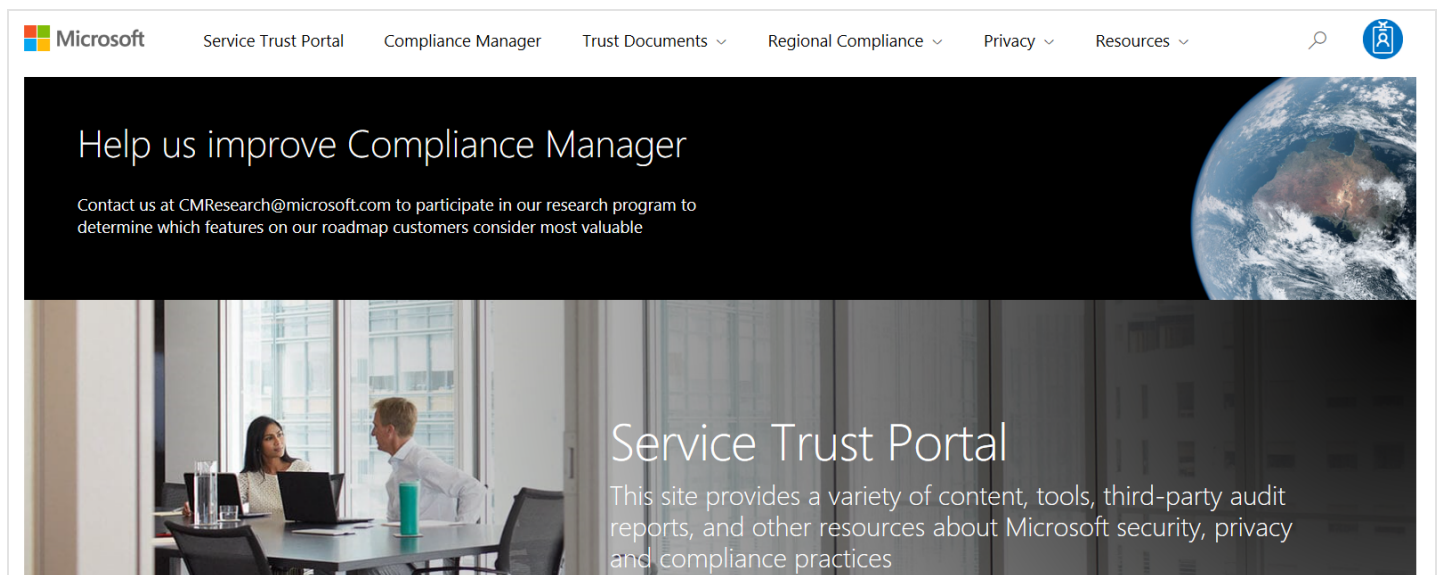 Microsoft
Service Trust Portal
Compliance Manager
Trust Documents
Regional Compliance
Privacy
Resources
Help us improve Compliance Manager
Contact us at CMResearch@microsoft.com to participate in our research program to
determine which features on our roadmap customers consider most valuable
Service Trust Portal
This site provides a variety of content, tools, third-party audit
reports, and other resources about Microsoft security, privacy
and compliance practices